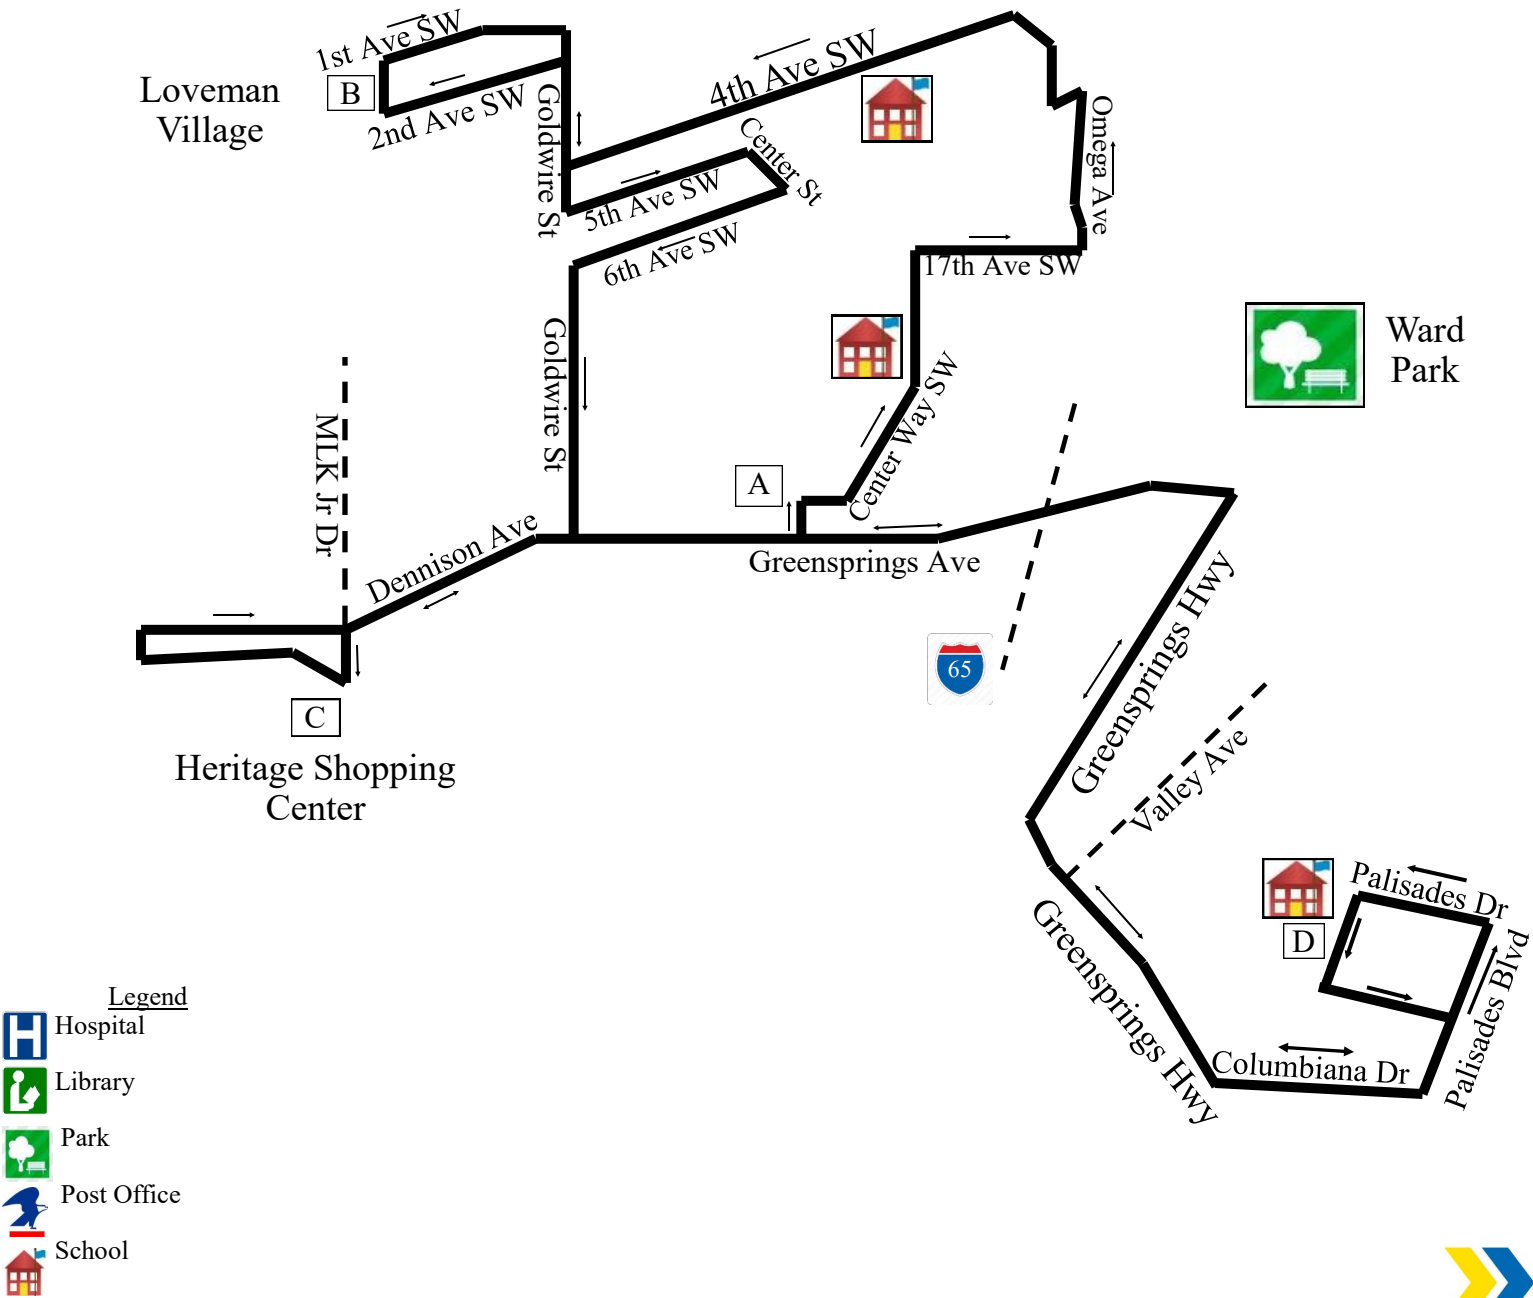 1st Ave SW
Loveman
Village
B
2nd Ave SW
Goldwire St
4th Ave SW
Center St
5th Ave SW
6th Ave SW
Omega Ave
17th Ave SW
Ward
Park
Goldwire St
MLK Jr Dr
Center Way SW
A
Dennison Ave
Greensprings Ave
65
Greensprings Hwy
C
Heritage Shopping
Center
Valley Ave
Palisades Dr
D
Palisades Blvd
Greensprings Hwy
Columbiana Dr
Legend
H
Hospital
Library
Park
Post Office
School